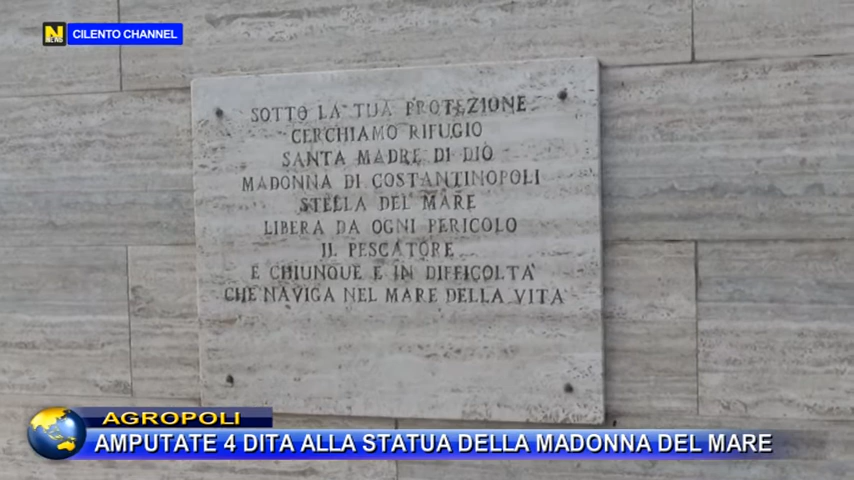 N
NEWS
CILENTO CHANNEL
SOTTO LA TUA PROTEZIONE
CERCHIAMO RIFUGIO
SANTA MADRE DI DIO
MADONNA DI COSTANTINOPOLI
STELLA DEL MARE
LIBERA DA OGNI PERICOLO
IL PESCATORE
E CHIUNQUE E IN DIFFICOLTA'
CHE NAVIGA NEL MARE DELLA VITA
AGROPOLI
AMPUTATE 4 DITA ALLA STATUA DELLA MADONNA DEL MARE